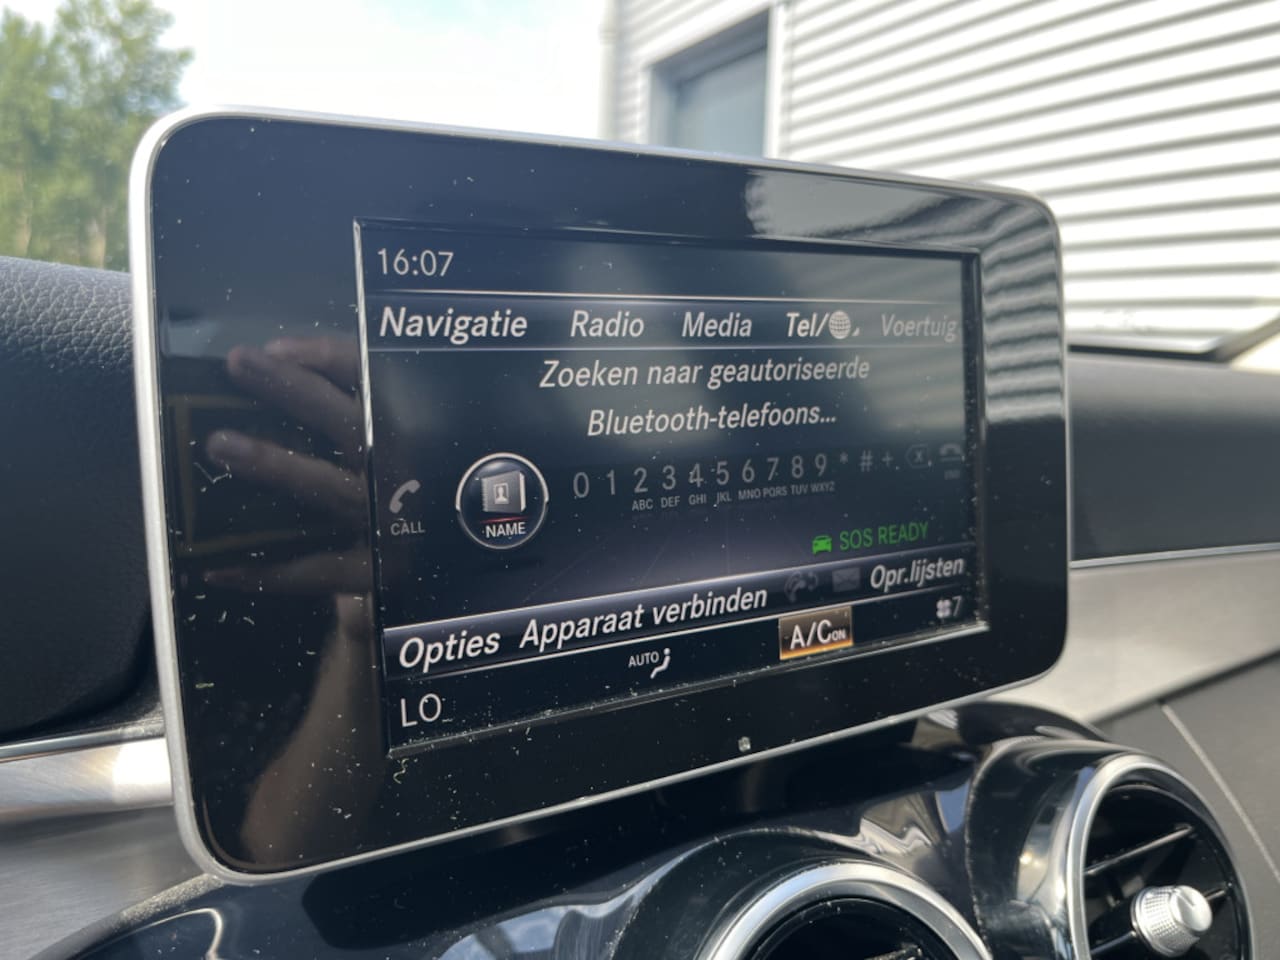 16:07
Navigatie Radio Media Tel/ Voertuig
Zoeken naar geautoriseerde
Bluetooth-telefoons...
0 1 2 3 4 5 6 7 8 9 * # +
ABC DEF GHI JKL MNO PQRS TUV WXYZ
CALL
NAME
SOS READY
Opties Apparaat verbinden Opr.lijsten
AUTO A/C ON 7
LO